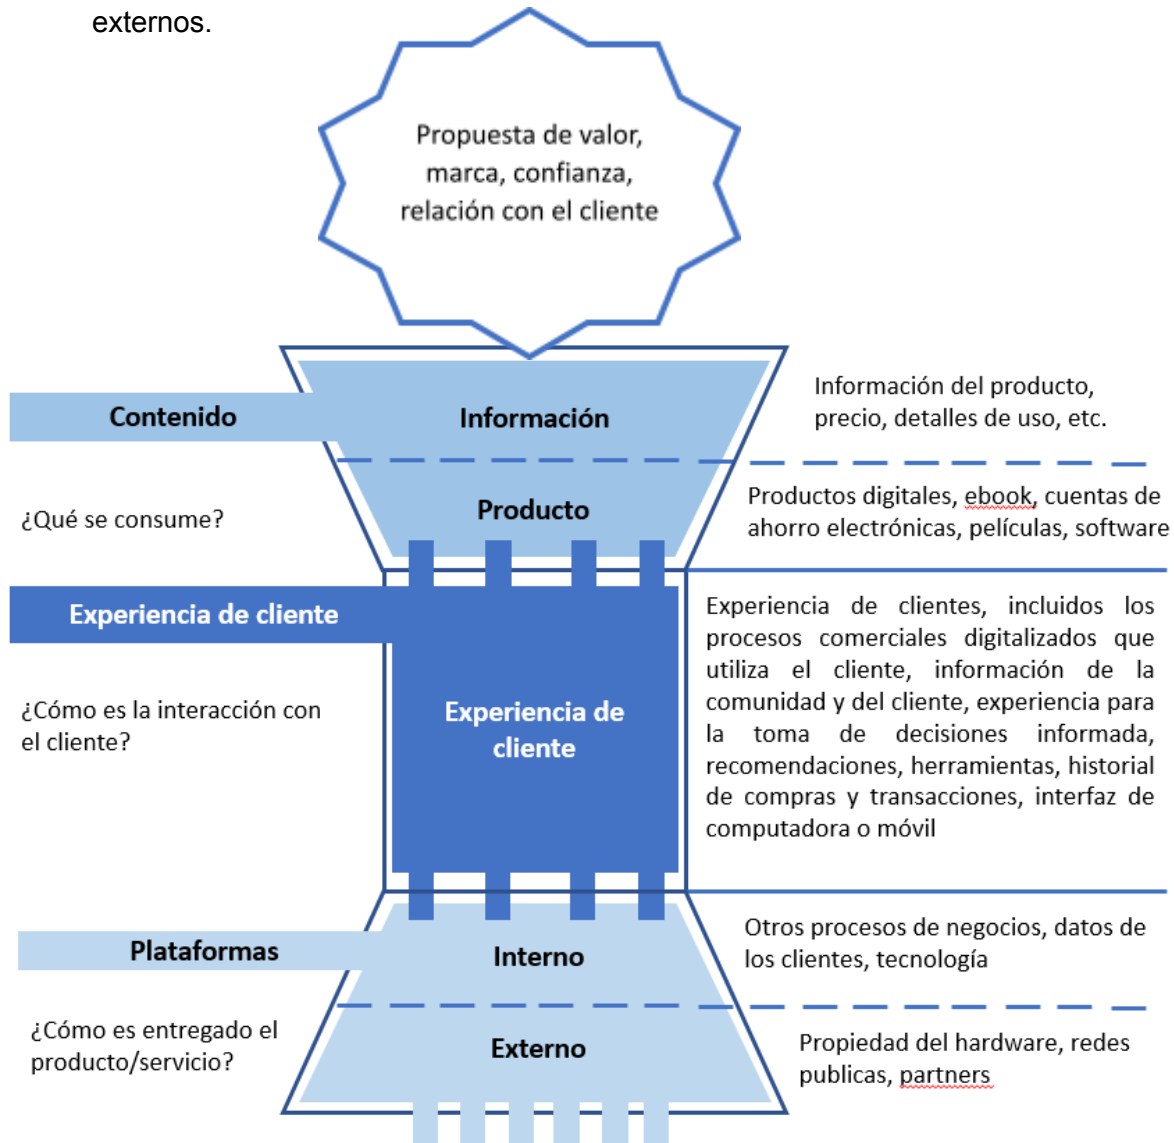 externos.
Propuesta de valor,
marca, confianza,
relación con el cliente
Contenido
Información
Información del producto,
precio, detalles de uso, etc.
¿Qué se consume?
Producto
Productos digitales, ebook, cuentas de
ahorro electrónicas, películas, software
Experiencia de cliente
¿Cómo es la interacción con
el cliente?
Experiencia de
cliente
Experiencia de clientes, incluidos los
procesos comerciales digitalizados que
utiliza el cliente, información de la
comunidad y del cliente, experiencia para
la toma de decisiones informada,
recomendaciones, herramientas, historial
de compras y transacciones, interfaz de
computadora o móvil
Plataformas
Interno
Otros procesos de negocios, datos de
los clientes, tecnología
¿Cómo es entregado el
producto/servicio?
Externo
Propiedad del hardware, redes
publicas, partners